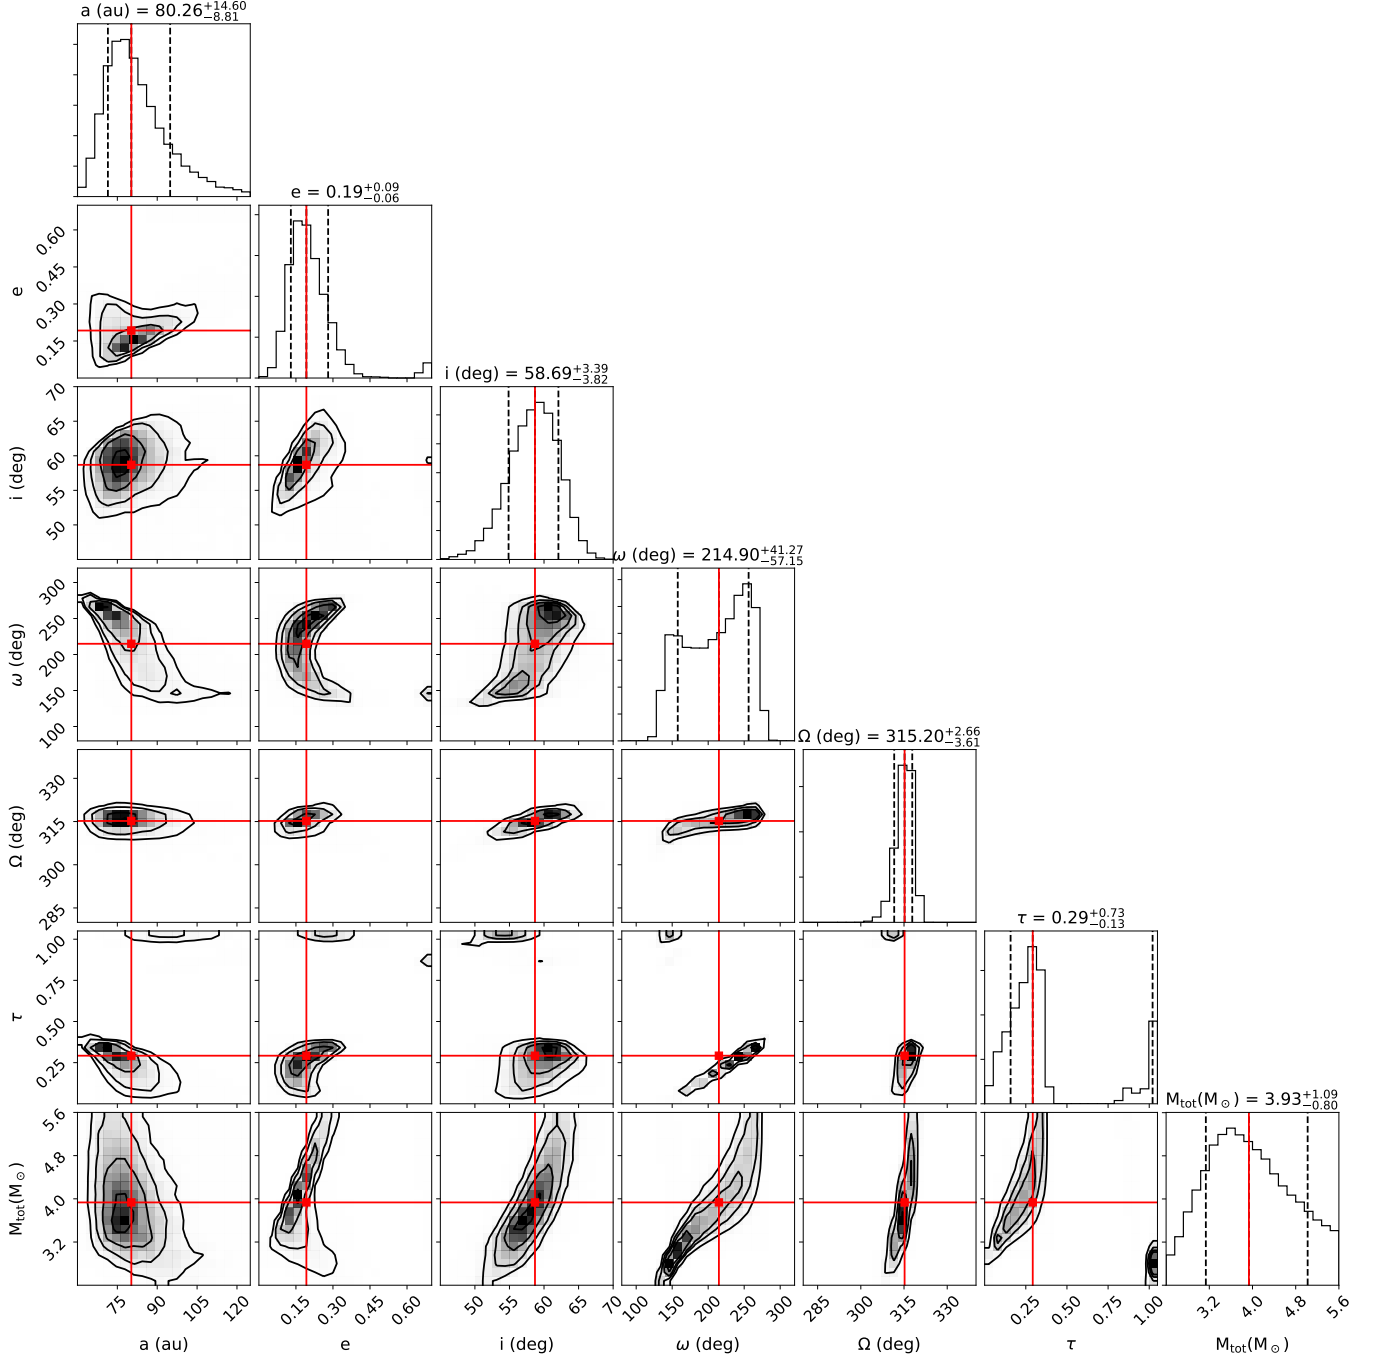 a (au) = 80.26+14.60 −8.81
e = 0.19+0.09 −0.06
0.60
0.45
0.30
0.15
e
i (deg) = 58.69+3.39 −3.82
70
65
60
55
50
i (deg)
ω (deg) = 214.90+41.27 −57.15
300
250
200
150
100
ω (deg)
Ω (deg) = 315.20+2.66 −3.61
330
315
300
285
Ω (deg)
τ = 0.29+0.73 −0.13
1.00
0.75
0.50
0.25
τ
Mtot(M⊙) = 3.93+1.09 −0.80
5.6
4.8
4.0
3.2
Mtot(M⊙)
75 90 105 120 0.15 0.30 0.45 0.60 50 60 70 100 150 200 250 300 285 300 315 330 0.25 0.50 0.75 1.00 3.2 4.0 4.8 5.6
a (au) e i (deg) ω (deg) Ω (deg) τ Mtot(M⊙)